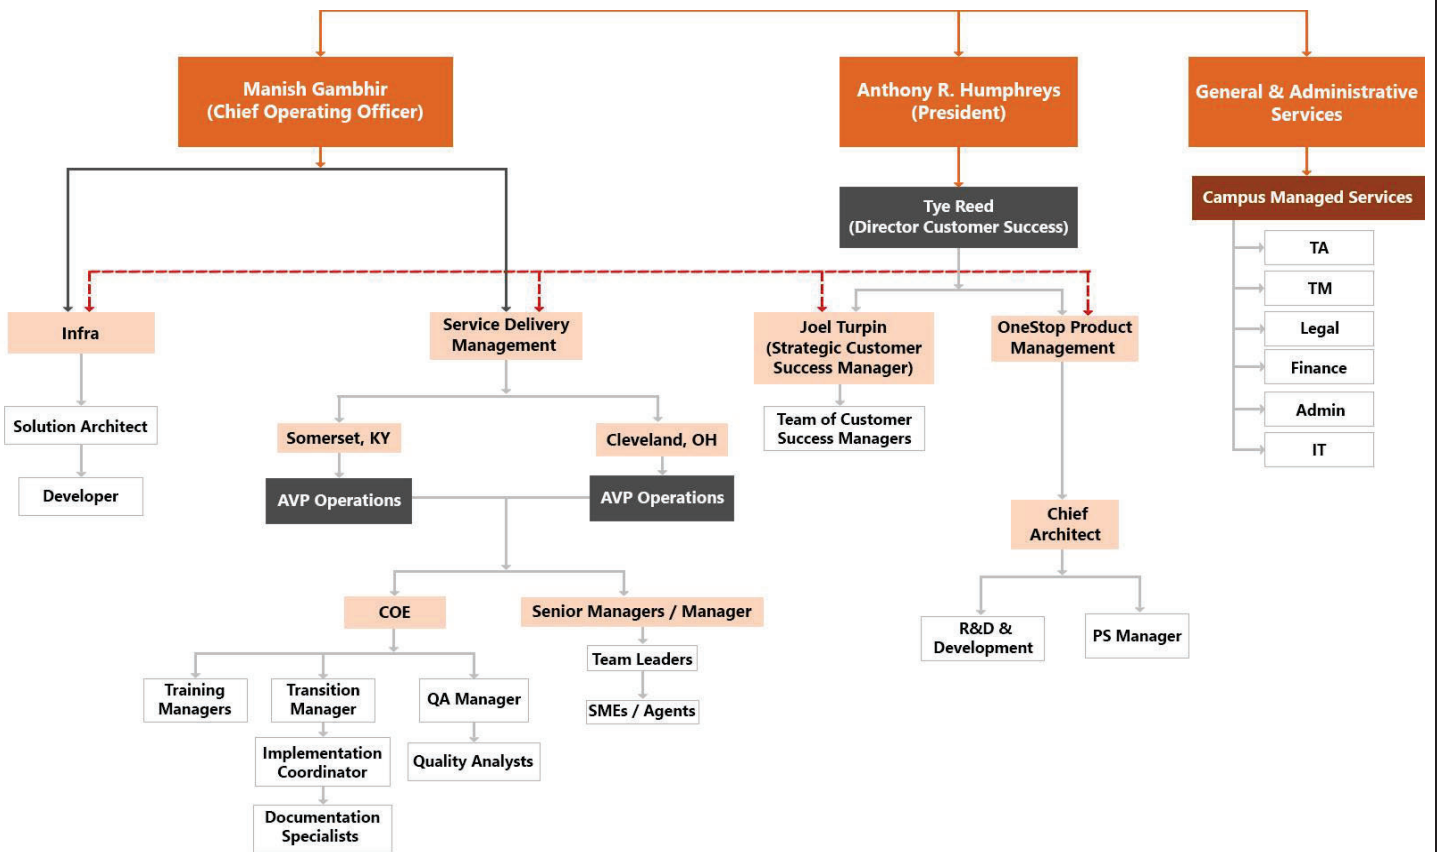 Manish Gambhir
(Chief Operating Officer)
Anthony R. Humphreys
(President)
General & Administrative
Services
Tye Reed
(Director Customer Success)
Campus Managed Services
TA
TM
Legal
Finance
Admin
IT
Infra
Service Delivery
Management
Joel Turpin
(Strategic Customer
Success Manager)
OneStop Product
Management
Solution Architect
Developer
Somerset, KY
Cleveland, OH
AVP Operations
AVP Operations
Team of Customer
Success Managers
Chief
Architect
COE
Senior Managers / Manager
R&D &
Development
PS Manager
Training
Managers
Transition
Manager
QA Manager
Team Leaders
SMEs / Agents
Implementation
Coordinator
Quality Analysts
Documentation
Specialists